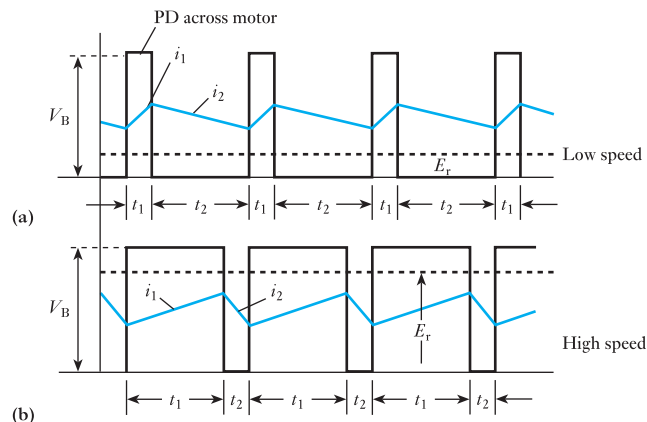 PD across motor
i1
i2
VB
Er
Low speed
t1 t2 t1 t2 t1 t2 t1
(a)
i1
i2
VB
Er
High speed
t1 t2 t1 t2 t1 t2
(b)